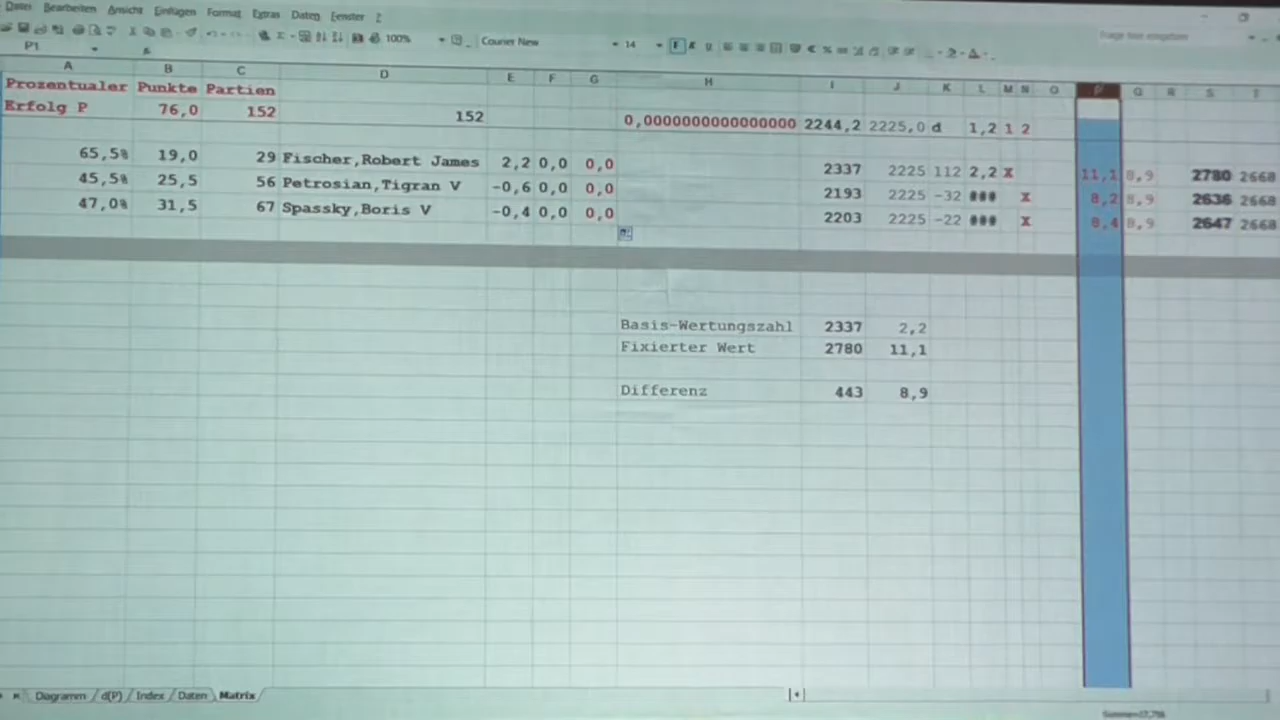 Datei Bearbeiten Ansicht Einfügen Format Extras Daten Fenster ?
Frage hier eingeben
100% Courier New 14 F K U
P1
A B C D E F G H I J K L M N O P Q R S T
Prozentualer Punkte Partien
Erfolg P 76,0 152 152 0,0000000000000000 2244,2 2225,0 d 1,2 1 2
65,5% 19,0 29 Fischer,Robert James 2,2 0,0 0,0 2337 2225 112 2,2 X 11,1 8,9 2780 2668
45,5% 25,5 56 Petrosian,Tigran V -0,6 0,0 0,0 2193 2225 -32 ### X 8,2 8,9 2636 2668
47,0% 31,5 67 Spassky,Boris V -0,4 0,0 0,0 2203 2225 -22 ### X 8,4 8,9 2647 2668
Basis-Wertungszahl 2337 2,2
Fixierter Wert 2780 11,1
Differenz 443 8,9
Diagramm / d(P) / Index / Daten \ Matrix /